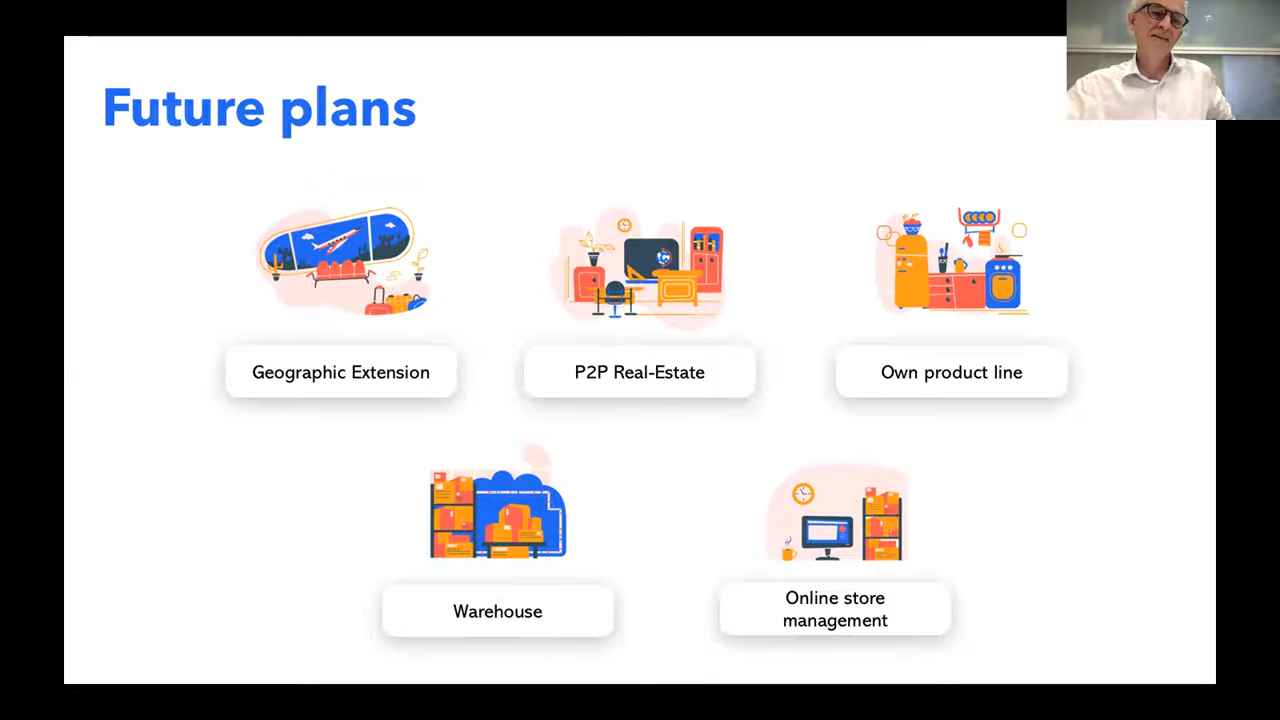 Future plans
Geographic Extension
P2P Real-Estate
Own product line
Warehouse
Online store
management